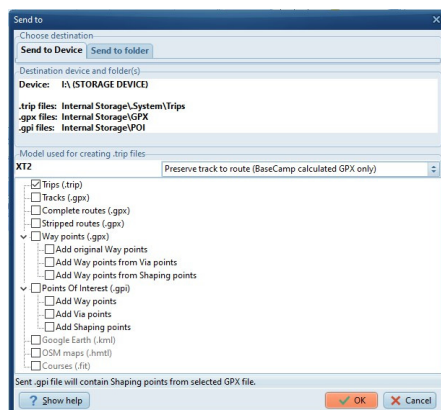 Send to
Choose destination
Send to Device Send to folder
Destination device and folder(s)
Device: I:\ (STORAGE DEVICE)
.trip files: Internal Storage\.System\Trips
.gpx files: Internal Storage\GPX
.gpi files: Internal Storage\POI
Model used for creating .trip files
XT2 Preserve track to route (BaseCamp calculated GPX only)
Trips (.trip)
Tracks (.gpx)
Complete routes (.gpx)
Stripped routes (.gpx)
Way points (.gpx)
Add original Way points
Add Way points from Via points
Add Way points from Shaping points
Points Of Interest (.gpi)
Add Way points
Add Via points
Add Shaping points
Google Earth (.kml)
OSM maps (.hmtl)
Courses (.fit)
Sent .gpi file will contain Shaping points from selected GPX file.
? Show help OK Cancel